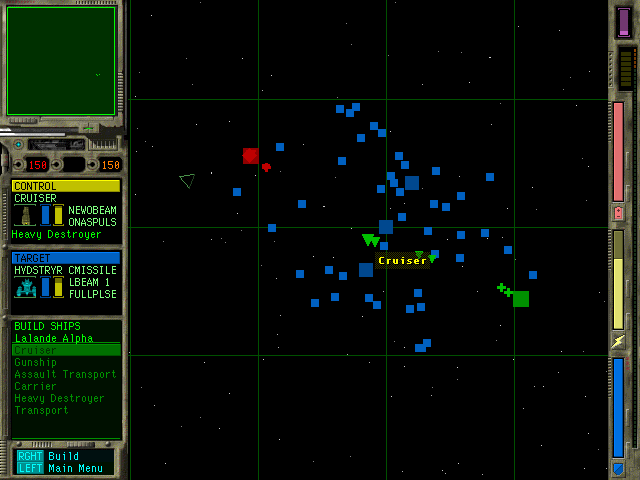 150
150
CONTROL
CRUISER
NEWOBEAM
ONASPULS
Heavy Destroyer
TARGET
HVDSTRYR CMISSILE
LBEAM 1
FULLPLSE
BUILD SHIPS
Lalande Alpha
Cruiser
Gunship
Assault Transport
Carrier
Heavy Destroyer
Transport
RGHT Build
LEFT Main Menu
Cruiser